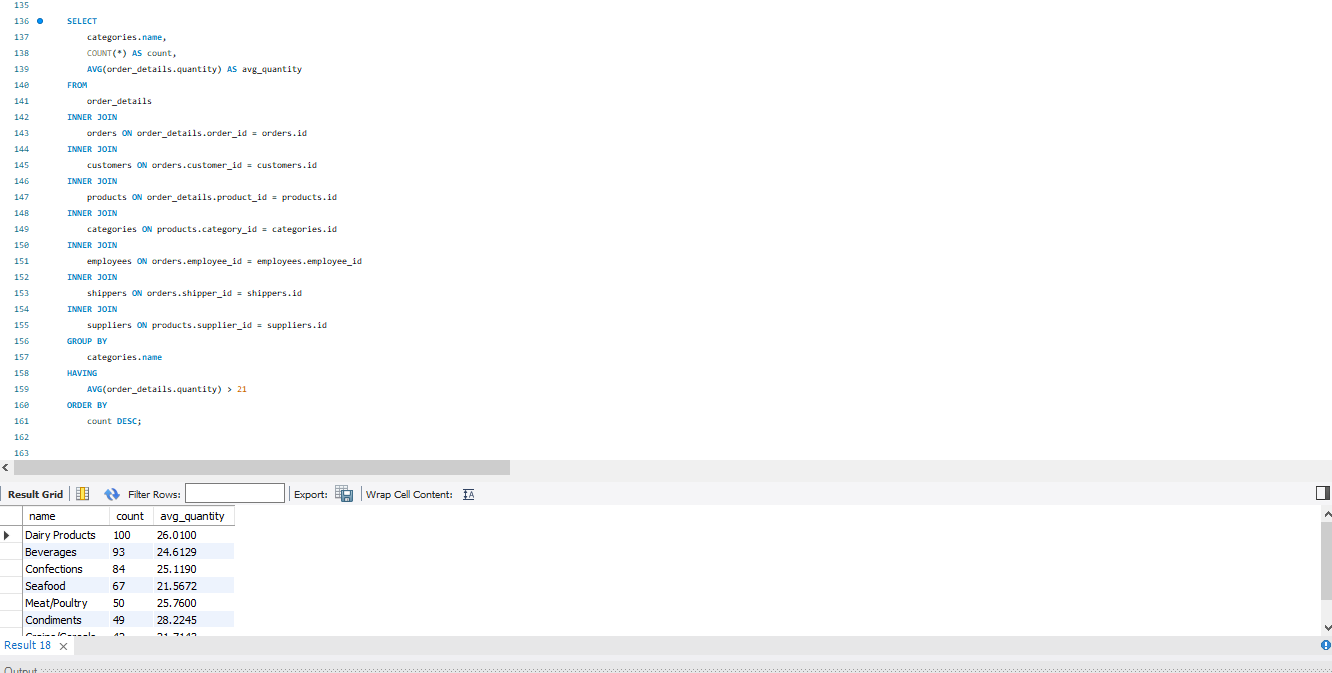 135
136 SELECT
137 categories.name,
138 COUNT(*) AS count,
139 AVG(order_details.quantity) AS avg_quantity
140 FROM
141 order_details
142 INNER JOIN
143 orders ON order_details.order_id = orders.id
144 INNER JOIN
145 customers ON orders.customer_id = customers.id
146 INNER JOIN
147 products ON order_details.product_id = products.id
148 INNER JOIN
149 categories ON products.category_id = categories.id
150 INNER JOIN
151 employees ON orders.employee_id = employees.employee_id
152 INNER JOIN
153 shippers ON orders.shipper_id = shippers.id
154 INNER JOIN
155 suppliers ON products.supplier_id = suppliers.id
156 GROUP BY
157 categories.name
158 HAVING
159 AVG(order_details.quantity) > 21
160 ORDER BY
161 count DESC;
162
163
Result Grid Filter Rows: Export: Wrap Cell Content: IA
name count avg_quantity
Dairy Products 100 26.0100
Beverages 93 24.6129
Confections 84 25.1190
Seafood 67 21.5672
Meat/Poultry 50 25.7600
Condiments 49 28.2245
Result 18
Output